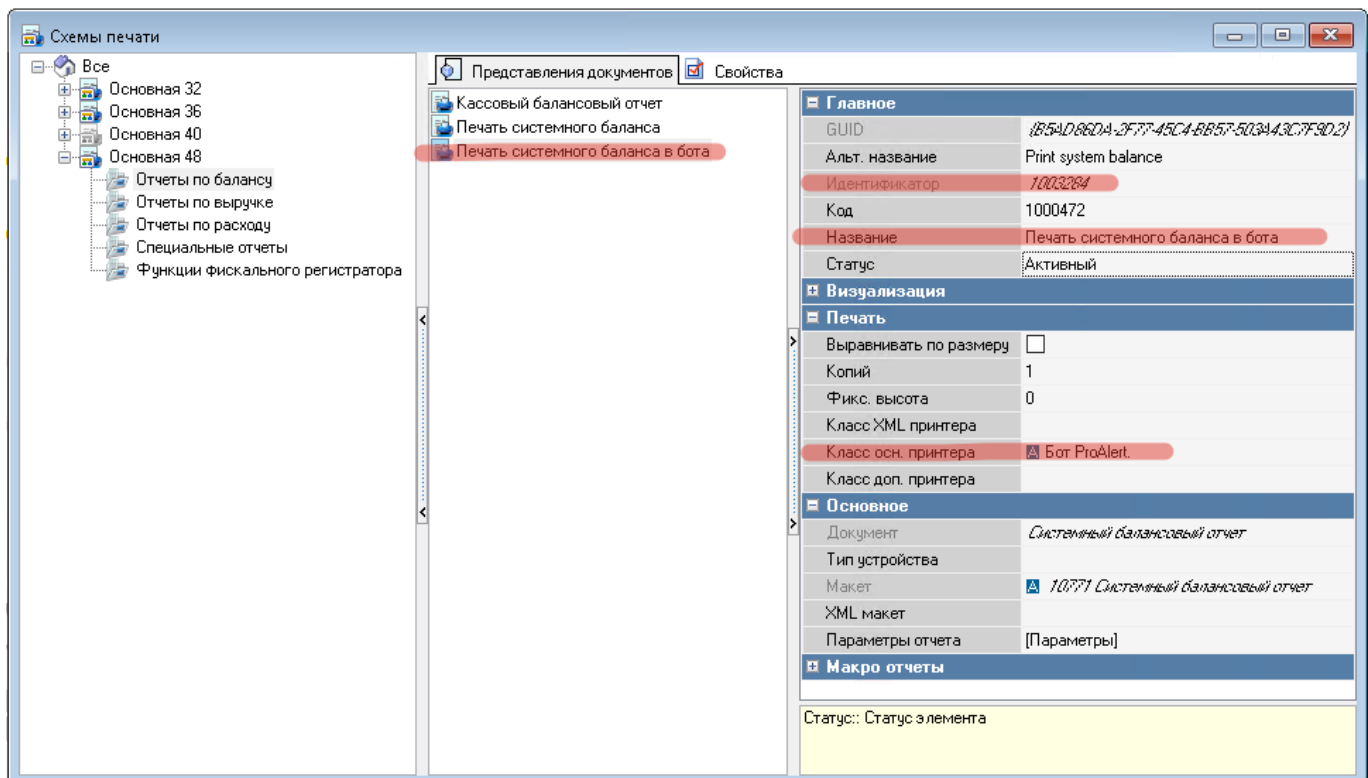 Схемы печати
Все
Основная 32
Основная 36
Основная 40
Основная 48
Отчеты по балансу
Отчеты по выручке
Отчеты по расходу
Специальные отчеты
Функции фискального регистратора
Представления документов
Свойства
Кассовый балансовый отчет
Печать системного баланса
Печать системного баланса в бота
Главное
GUID {B5AD86DA-2F77-45C4-BB57-503A43C7F9D2}
Альт. название Print system balance
Идентификатор 1003284
Код 1000472
Название Печать системного баланса в бота
Статус Активный
Визуализация
Печать
Выравнивать по размеру
Копий 1
Фикс. высота 0
Класс XML принтера
Класс осн. принтера Бот ProAlert.
Класс доп. принтера
Основное
Документ Системный балансовый отчет
Тип устройства
Макет 10771 Системный балансовый отчет
XML макет
Параметры отчета [Параметры]
Макро отчеты
Статус:: Статус элемента